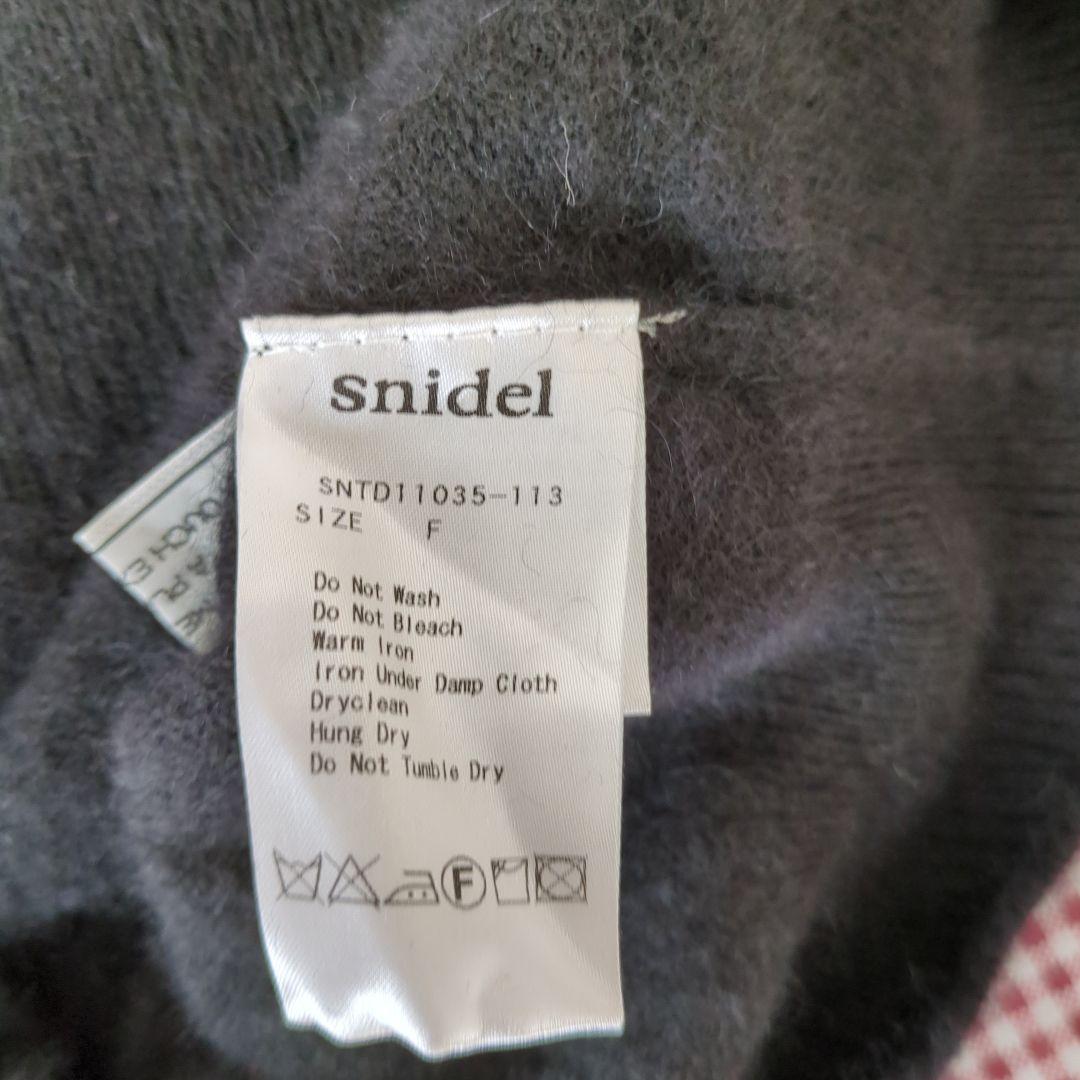 snidel
SNTD11035-113
SIZE F
Do Not Wash
Do Not Bleach
Warm Iron
Iron Under Damp Cloth
Dryclean
Hung Dry
Do Not Tumble Dry
F